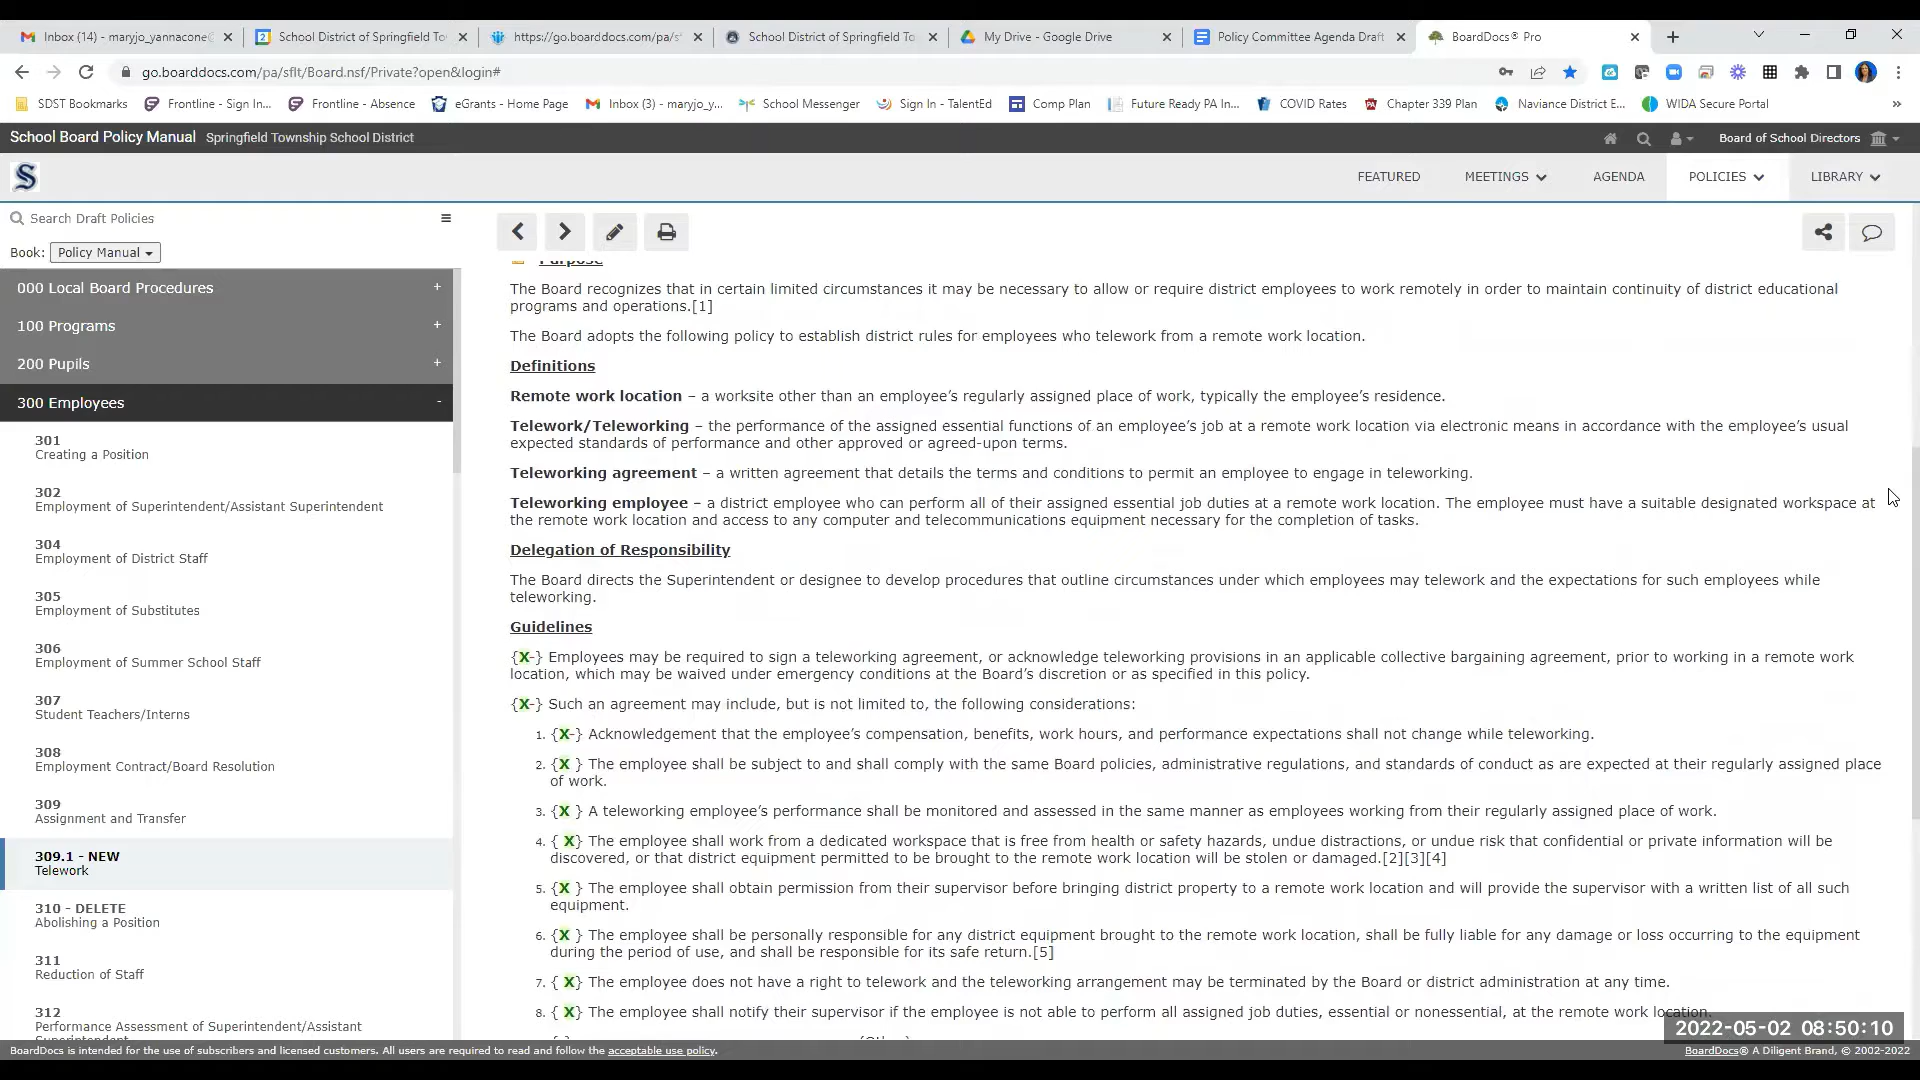 Inbox (14) - maryjo_yannacone
School District of Springfield To
https://go.boarddocs.com/pa/s
School District of Springfield To
My Drive - Google Drive
Policy Committee Agenda Draft
BoardDocs® Pro
go.boarddocs.com/pa/sflt/Board.nsf/Private?open&login#
SDST Bookmarks
Frontline - Sign In...
Frontline - Absence
eGrants - Home Page
Inbox (3) - maryjo_y...
School Messenger
Sign In - TalentEd
Comp Plan
Future Ready PA In...
COVID Rates
Chapter 339 Plan
Naviance District E...
WIDA Secure Portal
School Board Policy Manual Springfield Township School District
Board of School Directors
FEATURED
MEETINGS
AGENDA
POLICIES
LIBRARY
Search Draft Policies
Book: Policy Manual
000 Local Board Procedures +
100 Programs +
200 Pupils +
300 Employees -
301
Creating a Position
302
Employment of Superintendent/Assistant Superintendent
304
Employment of District Staff
305
Employment of Substitutes
306
Employment of Summer School Staff
307
Student Teachers/Interns
308
Employment Contract/Board Resolution
309
Assignment and Transfer
309.1 - NEW
Telework
310 - DELETE
Abolishing a Position
311
Reduction of Staff
312
Performance Assessment of Superintendent/Assistant
Superintendent
Purpose
The Board recognizes that in certain limited circumstances it may be necessary to allow or require district employees to work remotely in order to maintain continuity of district educational
programs and operations.[1]
The Board adopts the following policy to establish district rules for employees who telework from a remote work location.
Definitions
Remote work location – a worksite other than an employee’s regularly assigned place of work, typically the employee’s residence.
Telework/Teleworking – the performance of the assigned essential functions of an employee’s job at a remote work location via electronic means in accordance with the employee’s usual
expected standards of performance and other approved or agreed-upon terms.
Teleworking agreement – a written agreement that details the terms and conditions to permit an employee to engage in teleworking.
Teleworking employee – a district employee who can perform all of their assigned essential job duties at a remote work location. The employee must have a suitable designated workspace at
the remote work location and access to any computer and telecommunications equipment necessary for the completion of tasks.
Delegation of Responsibility
The Board directs the Superintendent or designee to develop procedures that outline circumstances under which employees may telework and the expectations for such employees while
teleworking.
Guidelines
{X-} Employees may be required to sign a teleworking agreement, or acknowledge teleworking provisions in an applicable collective bargaining agreement, prior to working in a remote work
location, which may be waived under emergency conditions at the Board’s discretion or as specified in this policy.
{X-} Such an agreement may include, but is not limited to, the following considerations:
1. {X-} Acknowledgement that the employee’s compensation, benefits, work hours, and performance expectations shall not change while teleworking.
2. {X } The employee shall be subject to and shall comply with the same Board policies, administrative regulations, and standards of conduct as are expected at their regularly assigned place
of work.
3. {X } A teleworking employee’s performance shall be monitored and assessed in the same manner as employees working from their regularly assigned place of work.
4. { X} The employee shall work from a dedicated workspace that is free from health or safety hazards, undue distractions, or undue risk that confidential or private information will be
discovered, or that district equipment permitted to be brought to the remote work location will be stolen or damaged.[2][3][4]
5. {X } The employee shall obtain permission from their supervisor before bringing district property to a remote work location and will provide the supervisor with a written list of all such
equipment.
6. {X } The employee shall be personally responsible for any district equipment brought to the remote work location, shall be fully liable for any damage or loss occurring to the equipment
during the period of use, and shall be responsible for its safe return.[5]
7. { X} The employee does not have a right to telework and the teleworking arrangement may be terminated by the Board or district administration at any time.
8. { X} The employee shall notify their supervisor if the employee is not able to perform all assigned job duties, essential or nonessential, at the remote work location.
2022-05-02 08:50:10
BoardDocs is intended for the use of subscribers and licensed customers. All users are required to read and follow the acceptable use policy.
BoardDocs® A Diligent Brand, © 2002-2022